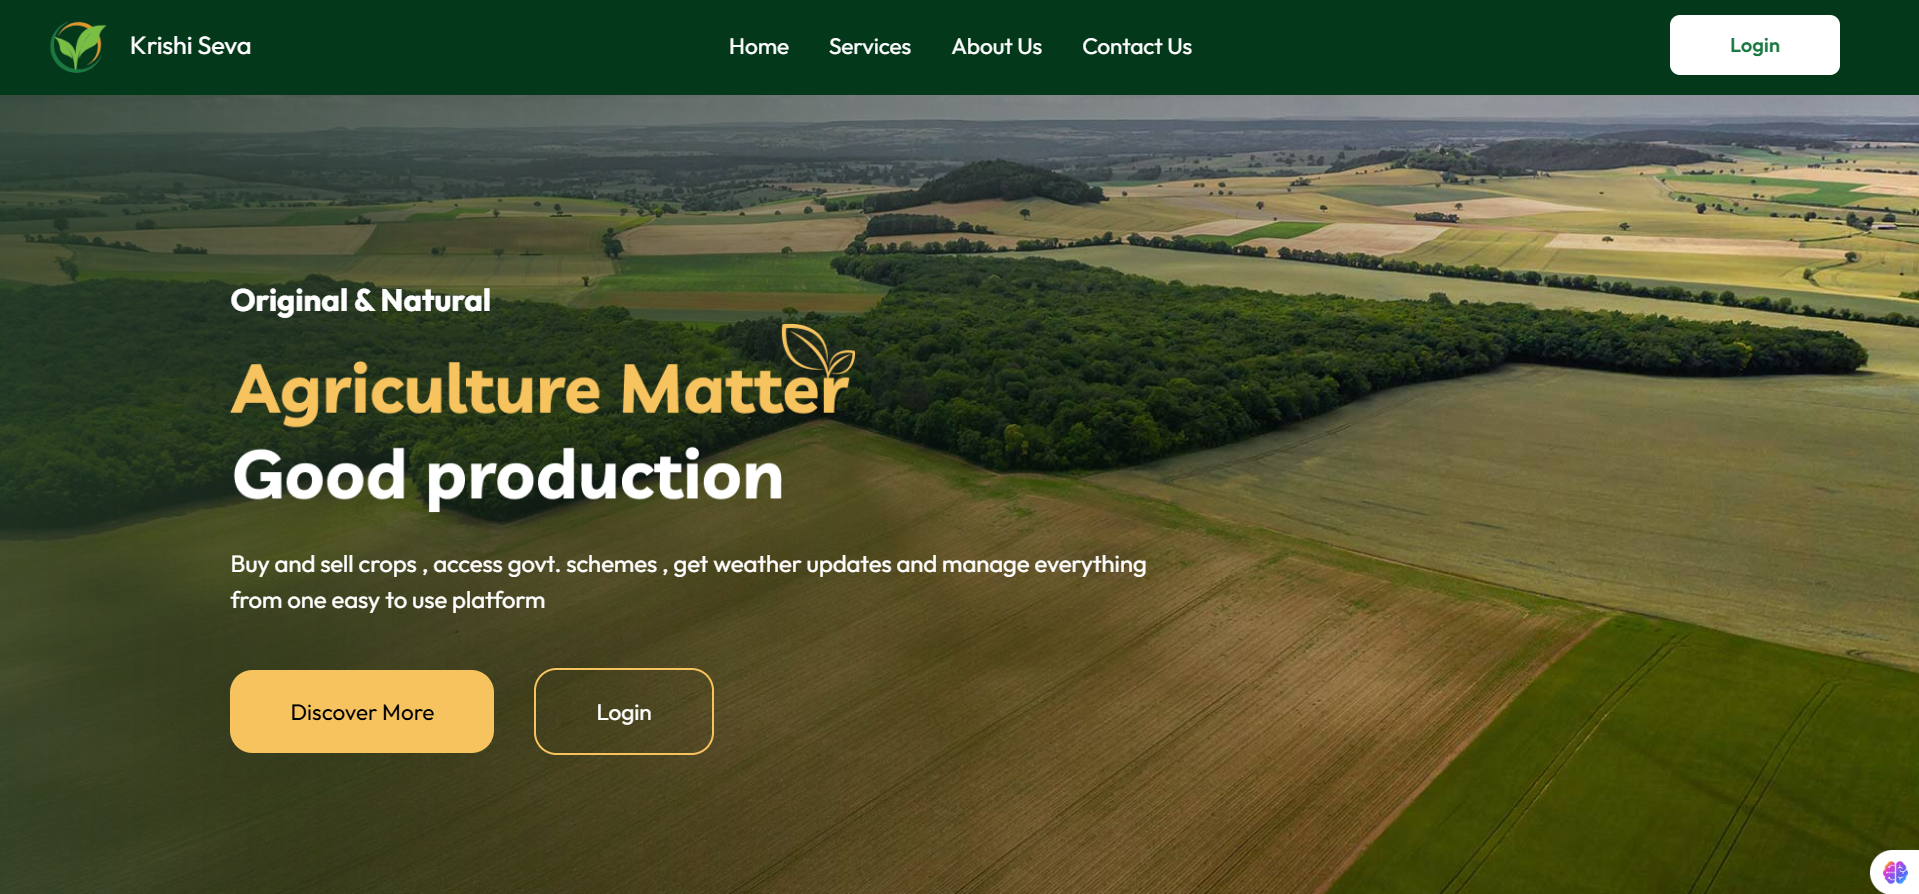 Krishi Seva
Home
Services
About Us
Contact Us
Login
Original & Natural
Agriculture Matter
Good production
Buy and sell crops , access govt. schemes , get weather updates and manage everything
from one easy to use platform
Discover More
Login